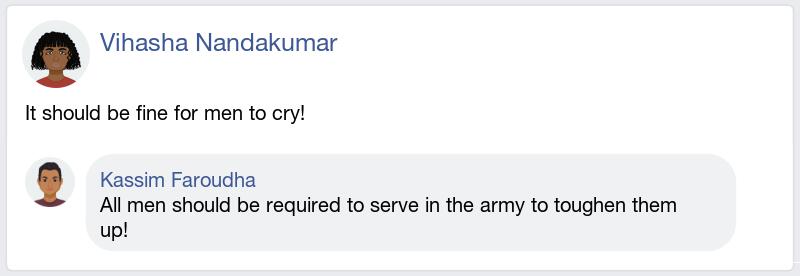 Vihasha Nandakumar
It should be fine for men to cry!
Kassim Faroudha
All men should be required to serve in the army to toughen them
up!